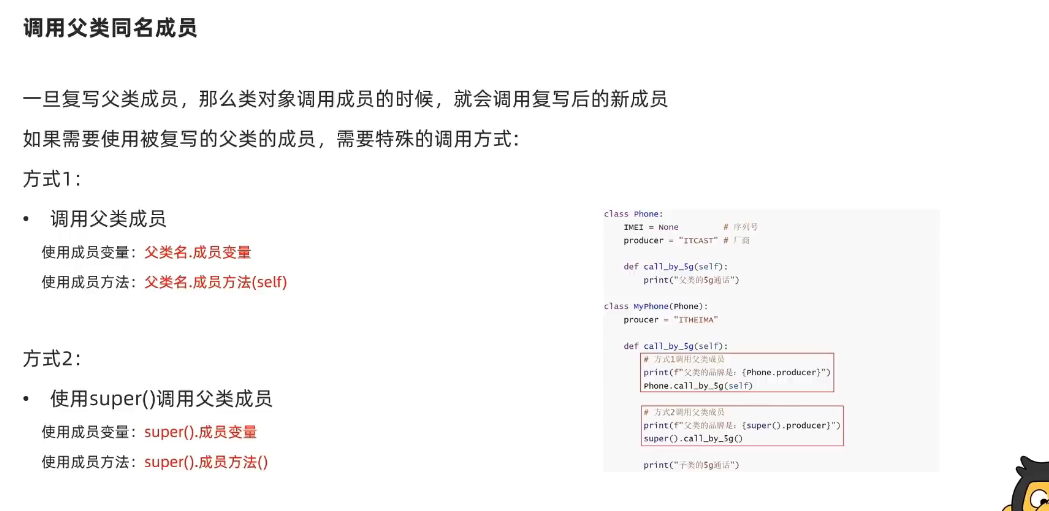 调用父类同名成员
一旦复写父类成员，那么类对象调用成员的时候，就会调用复写后的新成员
如果需要使用被复写的父类的成员，需要特殊的调用方式：
方式1：
• 调用父类成员
使用成员变量：父类名.成员变量
使用成员方法：父类名.成员方法(self)
方式2：
• 使用super()调用父类成员
使用成员变量：super().成员变量
使用成员方法：super().成员方法()
class Phone:
IMEI = None # 序列号
producer = "ITCAST" # 厂商
def call_by_5g(self):
print("父类的5g通话")
class MyPhone(Phone):
proucer = "ITHEIMA"
def call_by_5g(self):
# 方式1调用父类成员
print(f"父类的品牌是：{Phone.producer}")
Phone.call_by_5g(self)
# 方式2调用父类成员
print(f"父类的品牌是：{super().producer}")
super().call_by_5g()
print("子类的5g通话")